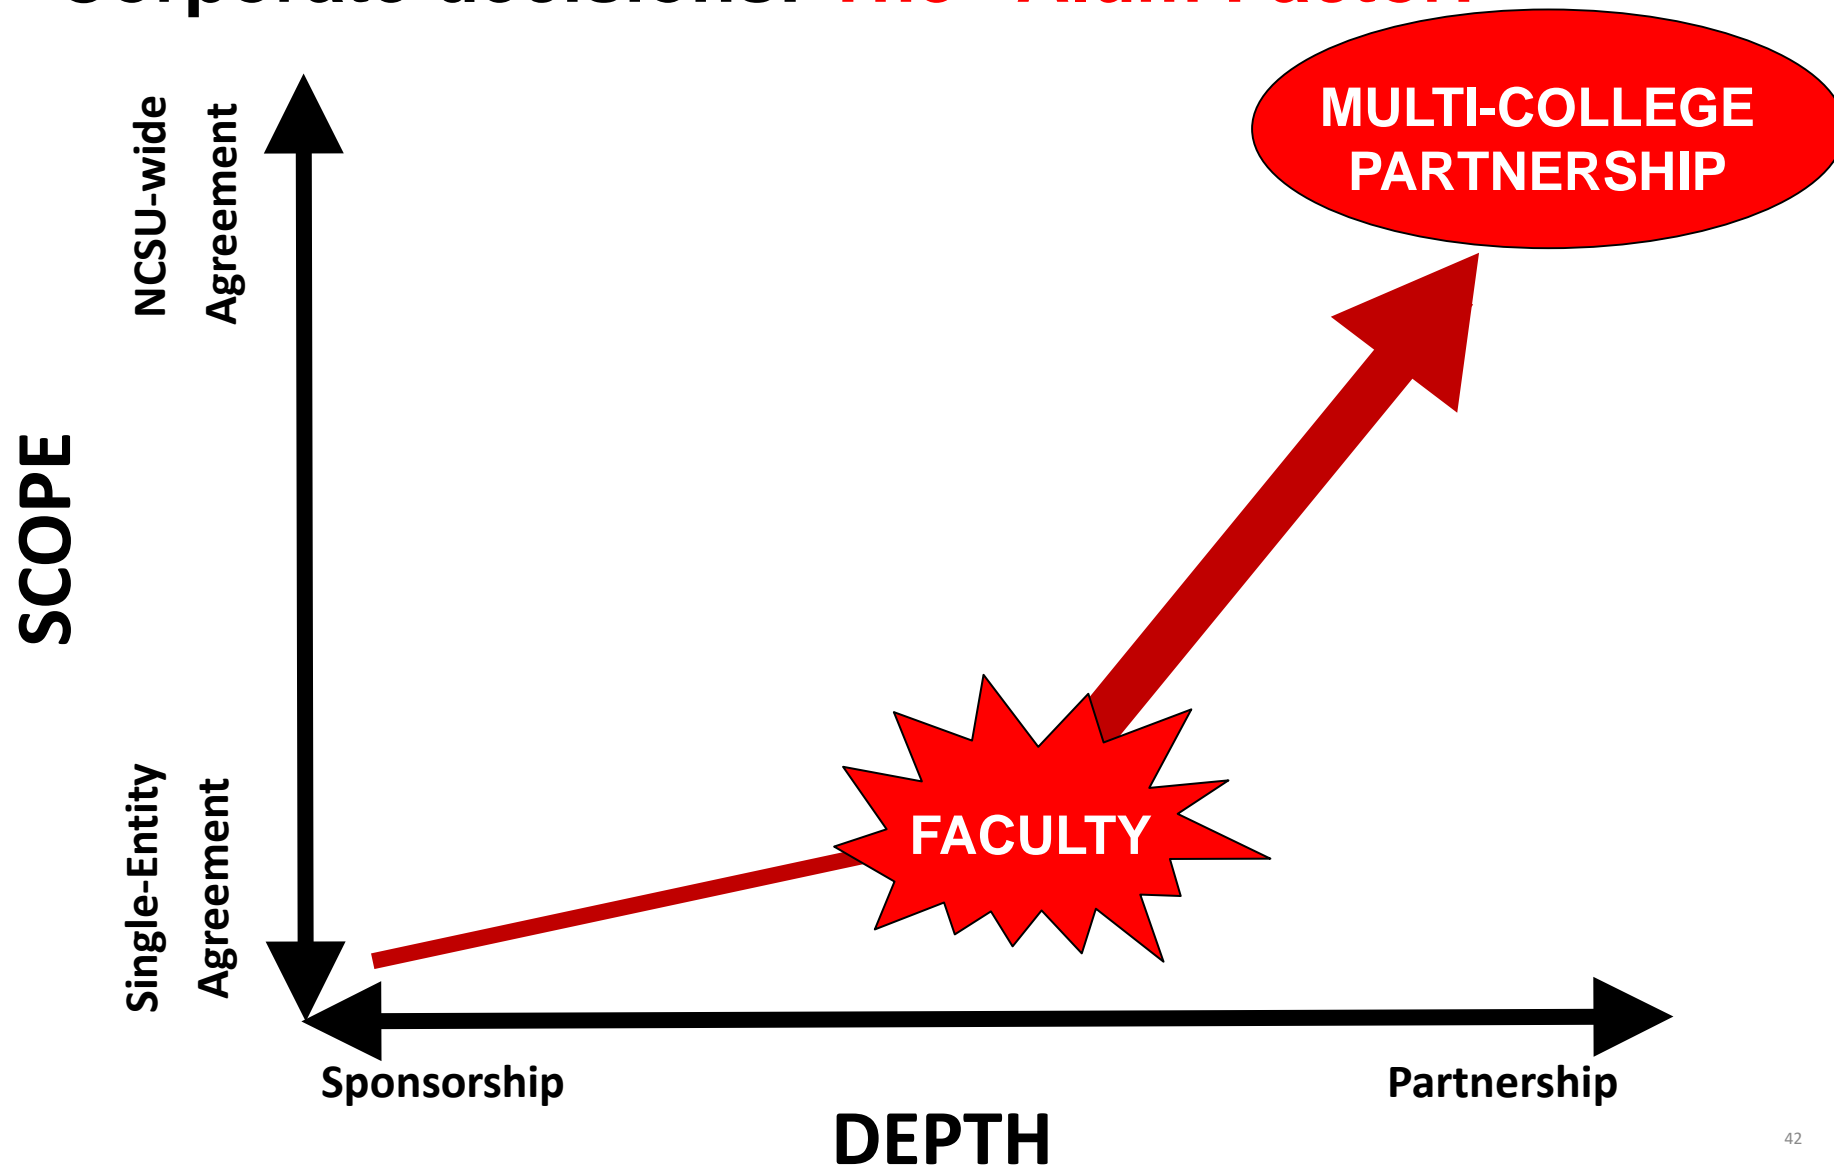 MULTI-COLLEGE
PARTNERSHIP
NCSU-wide
Agreement
SCOPE
Single-Entity
Agreement
FACULTY
Sponsorship
Partnership
DEPTH
42